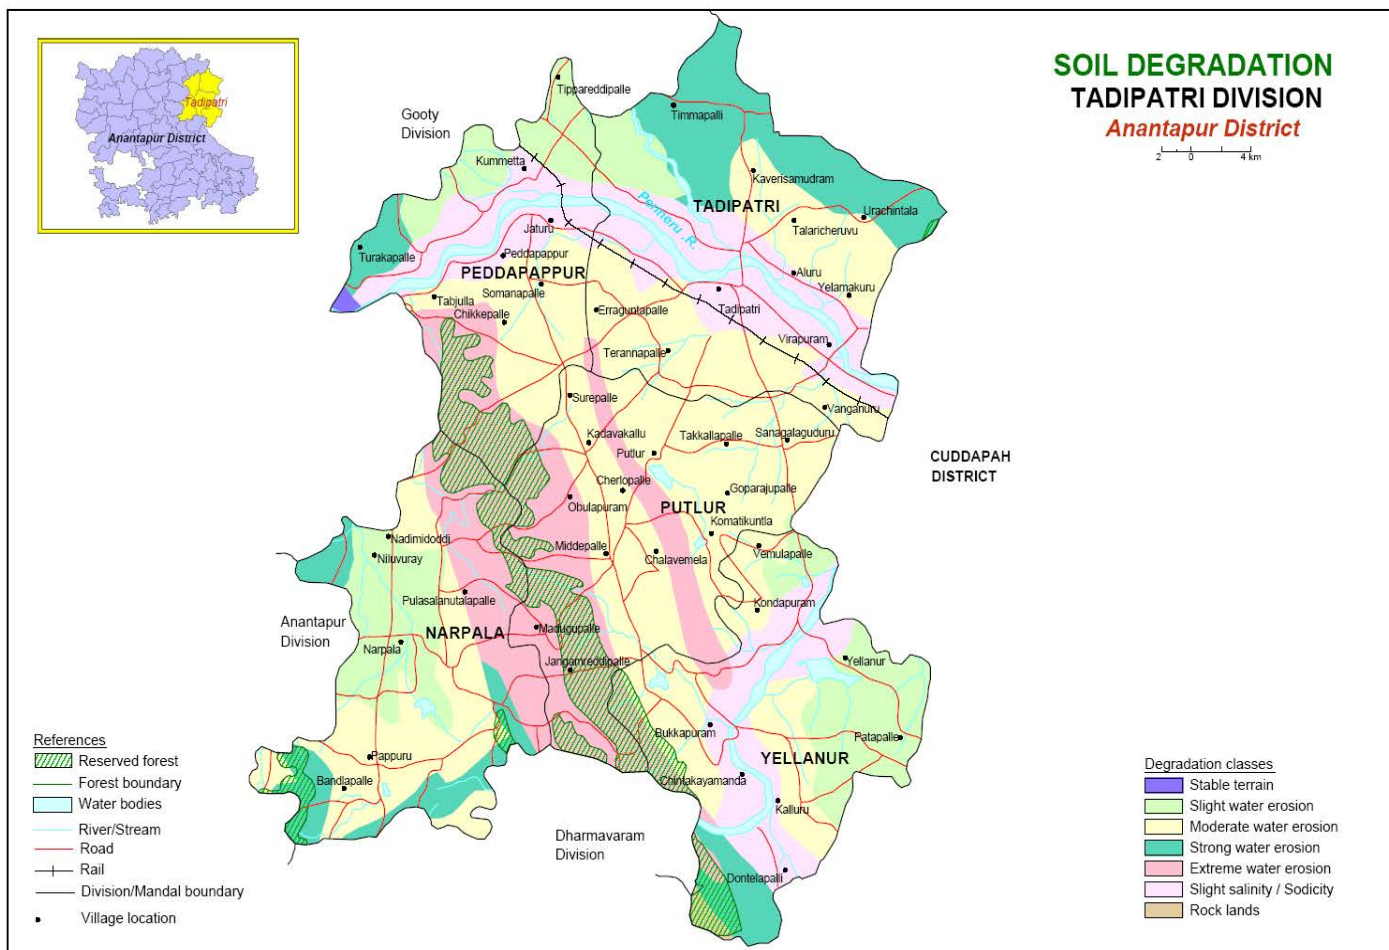 SOIL DEGRADATION
TADIPATRI DIVISION
Anantapur District
2 0 4 km
Tadipatri
Anantapur District
Gooty
Division
Tippareddipalle
Timmapalli
Kummetta
Kaverisamudram
TADIPATRI
Penneru .R.
Urachintala
Talaricheruvu
Jaturu
Turakapalle
Peddapappur
PEDDAPAPPUR
Aluru
Somanapalle
Yelamakuru
Tabjulla
Chikkepalle
Erraguntapalle
Tadipatri
Virapuram
Terannapalle
Surepalle
Vanganuru
Kadavakallu
Takkallapalle
Sanagalaguduru
Putlur
CUDDAPAH
DISTRICT
Cherlopalle
Goparajupalle
Obulapuram
PUTLUR
Komatikuntla
Nadimidoddi
Niluvuray
Middepalle
Chalavemela
Vemulapalle
Pulasalanutalapalle
Kondapuram
Anantapur
Division
NARPALA
Madugupalle
Narpala
Jangamreddipalle
Yellanur
Bukkapuram
Patapalle
Pappuru
YELLANUR
Bandlapalle
Chintakayamanda
Kalluru
Dharmavaram
Division
Dontelapalli
References
Reserved forest
Forest boundary
Water bodies
River/Stream
Road
Rail
Division/Mandal boundary
Village location
Degradation classes
Stable terrain
Slight water erosion
Moderate water erosion
Strong water erosion
Extreme water erosion
Slight salinity / Sodicity
Rock lands